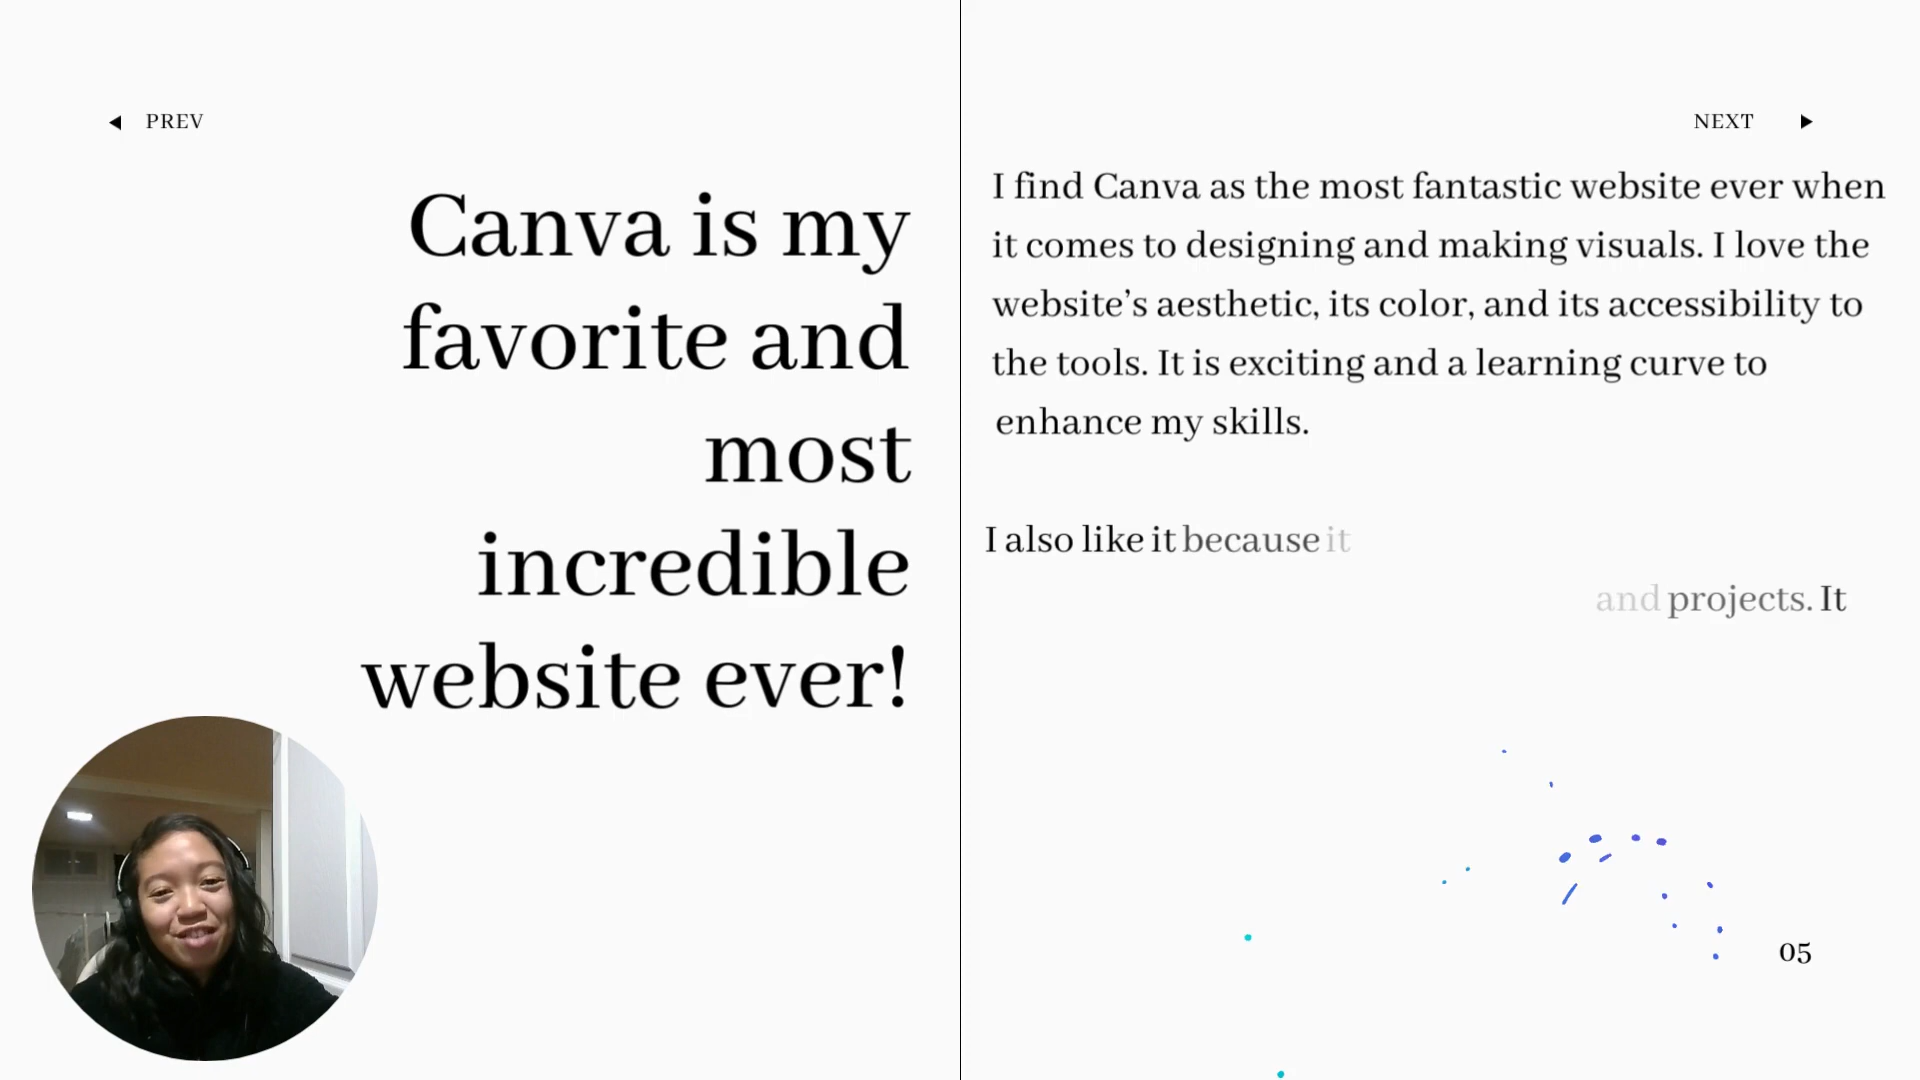 PREV
NEXT
Canva is my
favorite and
most
incredible
website ever!
I find Canva as the most fantastic website ever when
it comes to designing and making visuals. I love the
website’s aesthetic, its color, and its accessibility to
the tools. It is exciting and a learning curve to
enhance my skills.
I also like it because it
and projects. It
05